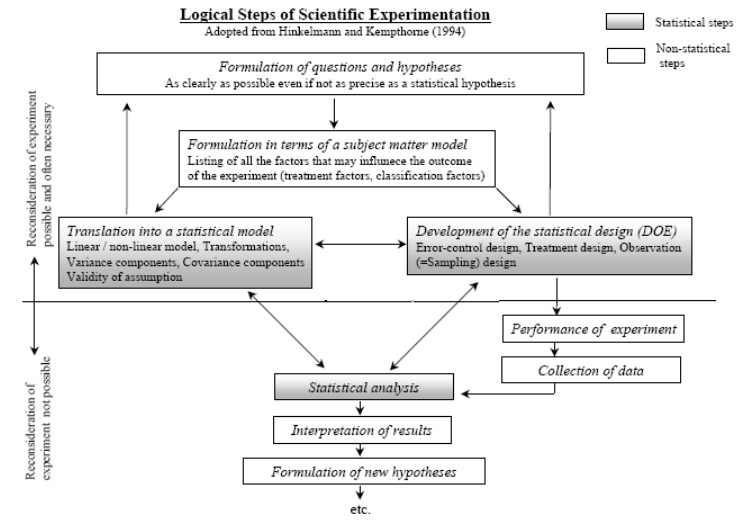 Logical Steps of Scientific Experimentation
Adopted from Hinkelmann and Kempthorne (1994)
Statistical steps
Non-statistical
steps
Formulation of questions and hypotheses
As clearly as possible even if not as precise as a statistical hypothesis
Formulation in terms of a subject matter model
Listing of all the factors that may influnece the outcome
of the experiment (treatment factors, classification factors)
Reconsideration of experiment
possible and often necessary
Translation into a statistical model
Linear / non-linear model, Transformations,
Variance components, Covariance components
Validity of assumption
Development of the statistical design (DOE)
Error-control design, Treatment design, Observation
(=Sampling) design
Performance of experiment
Collection of data
Reconsideration of
experiment not possible
Statistical analysis
Interpretation of results
Formulation of new hypotheses
etc.